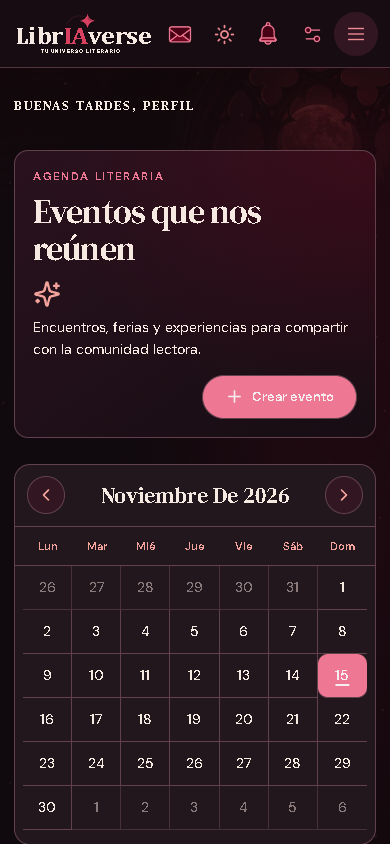 LibrIAverse
TU UNIVERSO LITERARIO
BUENAS TARDES, PERFIL
AGENDA LITERARIA
Eventos que nos
reúnen
Encuentros, ferias y experiencias para compartir
con la comunidad lectora.
Crear evento
Noviembre De 2026
Lun Mar Mié Jue Vie Sáb Dom
26 27 28 29 30 31 1
2 3 4 5 6 7 8
9 10 11 12 13 14 15
16 17 18 19 20 21 22
23 24 25 26 27 28 29
30 1 2 3 4 5 6